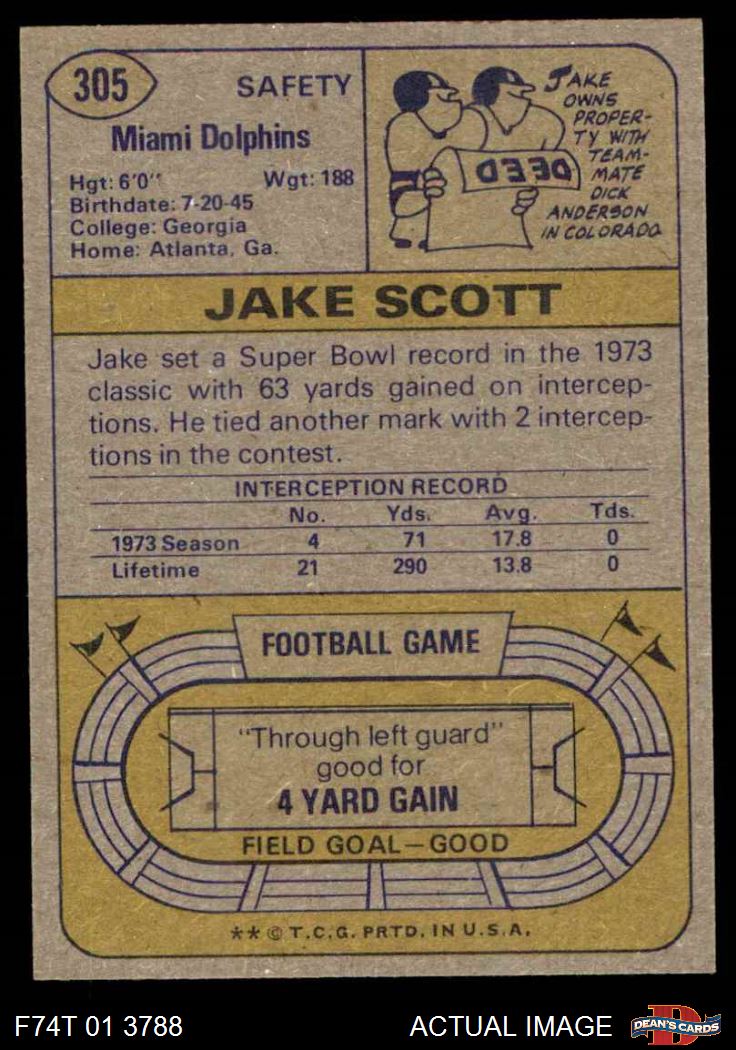 305
SAFETY
Miami Dolphins
Hgt: 6'0"
Wgt: 188
Birthdate: 7-20-45
College: Georgia
Home: Atlanta, Ga.
JAKE
OWNS
PROPER-
TY WITH
TEAM-
MATE
DICK
ANDERSON
IN COLORADO.
DEED
JAKE SCOTT
Jake set a Super Bowl record in the 1973
classic with 63 yards gained on intercep-
tions. He tied another mark with 2 intercep-
tions in the contest.
INTERCEPTION RECORD
No. Yds. Avg. Tds.
1973 Season 4 71 17.8 0
Lifetime 21 290 13.8 0
FOOTBALL GAME
"Through left guard"
good for
4 YARD GAIN
FIELD GOAL—GOOD
** © T.C.G. PRTD. IN U.S.A.
F74T 01 3788
ACTUAL IMAGE
D
DEAN'S CARDS